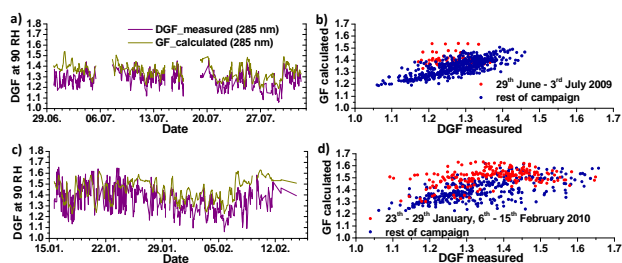 a)
DGF_measured (285 nm)
GF_calculated (285 nm)
DGF at 90 RH
1.8
1.7
1.6
1.5
1.4
1.3
1.2
1.1
1.0
29.06. 06.07. 13.07. 20.07. 27.07.
Date
b)
GF calculated
1.7
1.6
1.5
1.4
1.3
1.2
1.1
1.0
29th June - 3rd July 2009
rest of campaign
1.0 1.1 1.2 1.3 1.4 1.5 1.6 1.7
DGF measured
c)
DGF at 90 RH
1.8
1.7
1.6
1.5
1.4
1.3
1.2
1.1
1.0
15.01. 22.01. 29.01. 05.02. 12.02.
Date
d)
GF calculated
1.7
1.6
1.5
1.4
1.3
1.2
1.1
1.0
23th - 29th January, 6th - 15th February 2010
rest of campaign
1.0 1.1 1.2 1.3 1.4 1.5 1.6 1.7
DGF measured